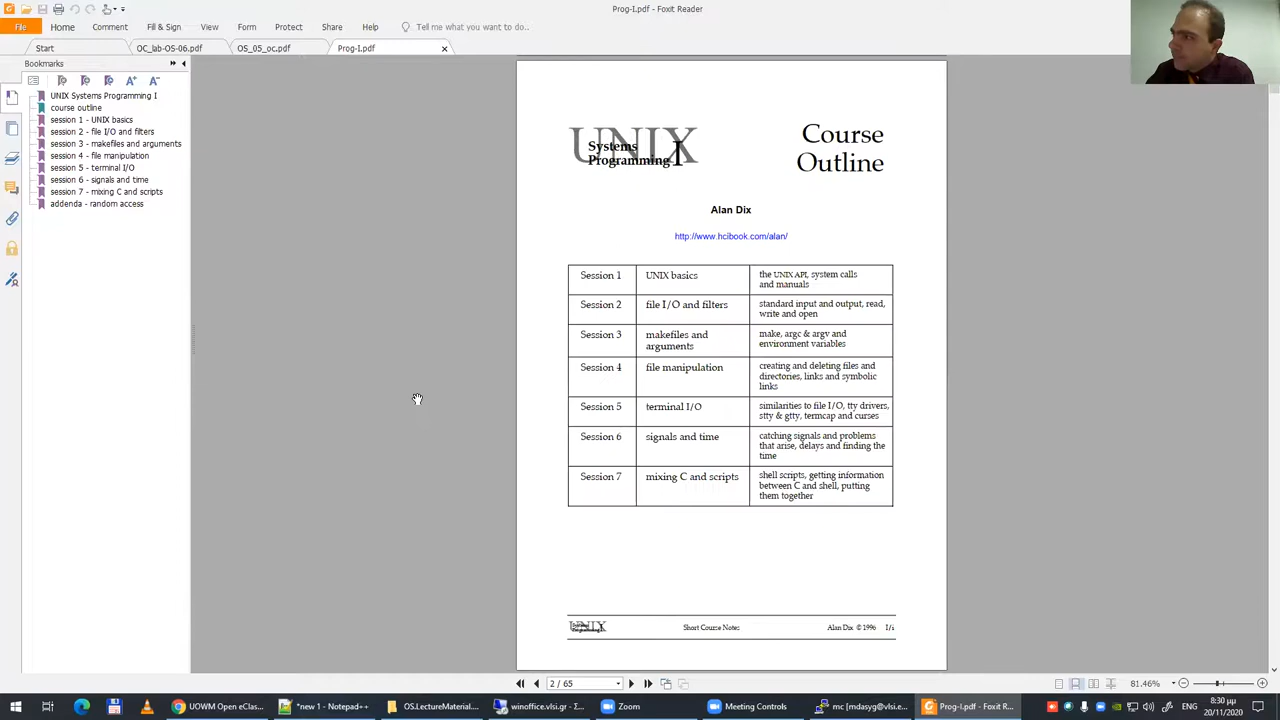 Prog-I.pdf - Foxit Reader
File
Home
Comment
View
Form
Protect
Share
Help
Tell me what you want to do..
Start
OC_lab-OS-06.pdf
OS_05_oc.pdf
Prog-I.pdf
Bookmarks
UNIX Systems Programming I
course outline
session 1 - UNIX basics
session 2 - file I/O and filters
session 3 - makefiles and arguments
session 4 - file manipulation
session 5 - terminal I/O
session 6 - signals and time
session 7 - mixing C and scripts
addenda - random access
UNIX
Systems
Programming I
Course
Outline
Alan Dix
http://www.hcibook.com/alan/
Session 1
UNIX basics
the UNIX API, system calls
and manuals
Session 2
file I/O and filters
standard input and output, read,
write and open
Session 3
makefiles and
arguments
make, argc & argv and
environment variables
Session 4
file manipulation
creating and deleting files and
directories, links and symbolic
links
Session 5
terminal I/O
similarities to file I/O, tty drivers,
stty & gtty, termcap and curses
Session 6
signals and time
catching signals and problems
that arise, delays and finding the
time
Session 7
mixing C and scripts
shell scripts, getting information
between C and shell, putting
them together
UNIX
Short Course Notes
Alan Dix © 1996
I/i
2 / 65
81.46%
UOWM Open eClas...
*new 1 - Notepad++
OS.LectureMaterial....
winoffice.vlsi.gr - ...
Zoom
Meeting Controls
mc [mdasyg@vlsi.e...
Prog-I.pdf - Foxit R...
8:30 μμ
20/11/2020